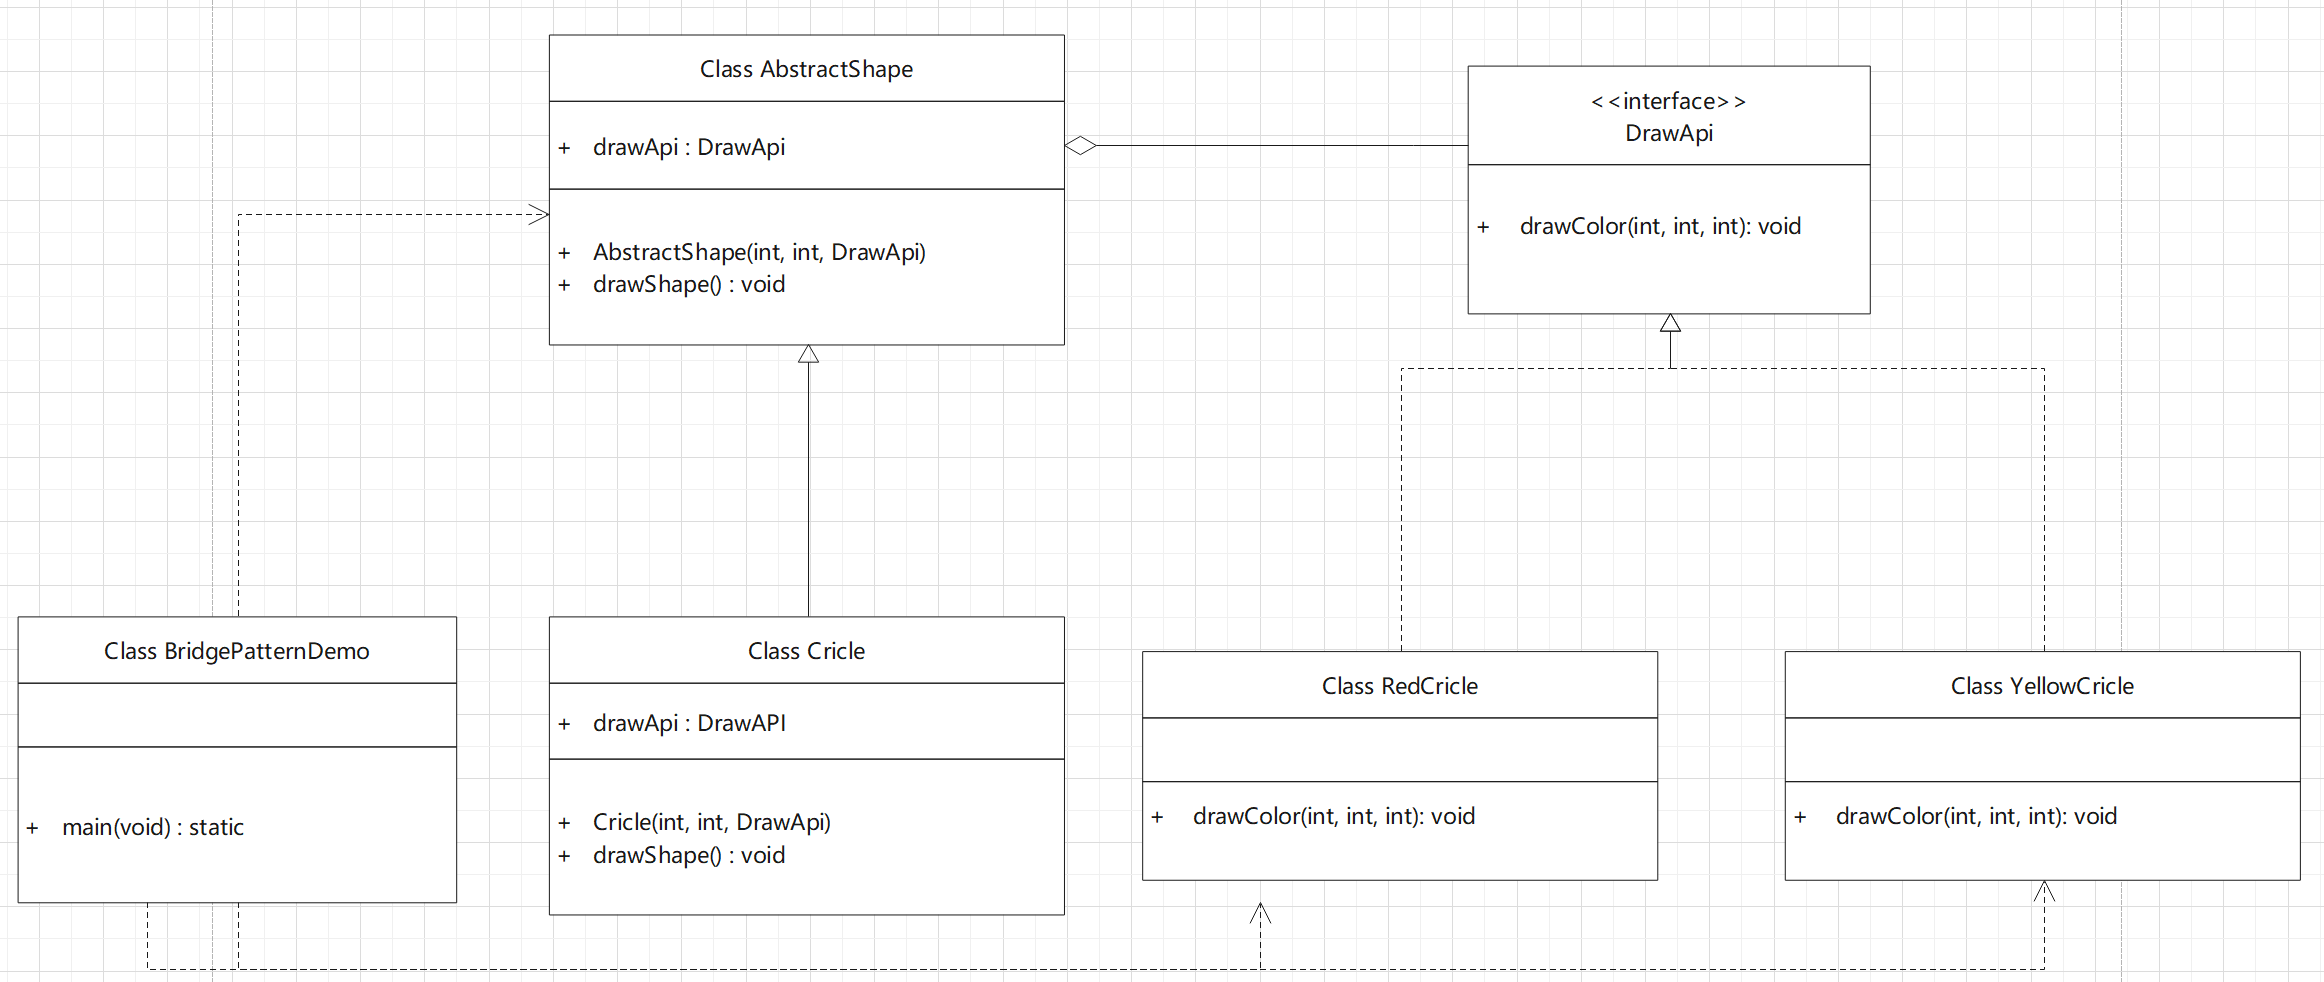 Class AbstractShape
+ drawApi : DrawApi
+ AbstractShape(int, int, DrawApi)
+ drawShape() : void
<<interface>>
DrawApi
+ drawColor(int, int, int): void
Class BridgePatternDemo
+ main(void) : static
Class Cricle
+ drawApi : DrawAPI
+ Cricle(int, int, DrawApi)
+ drawShape() : void
Class RedCricle
+ drawColor(int, int, int): void
Class YellowCricle
+ drawColor(int, int, int): void